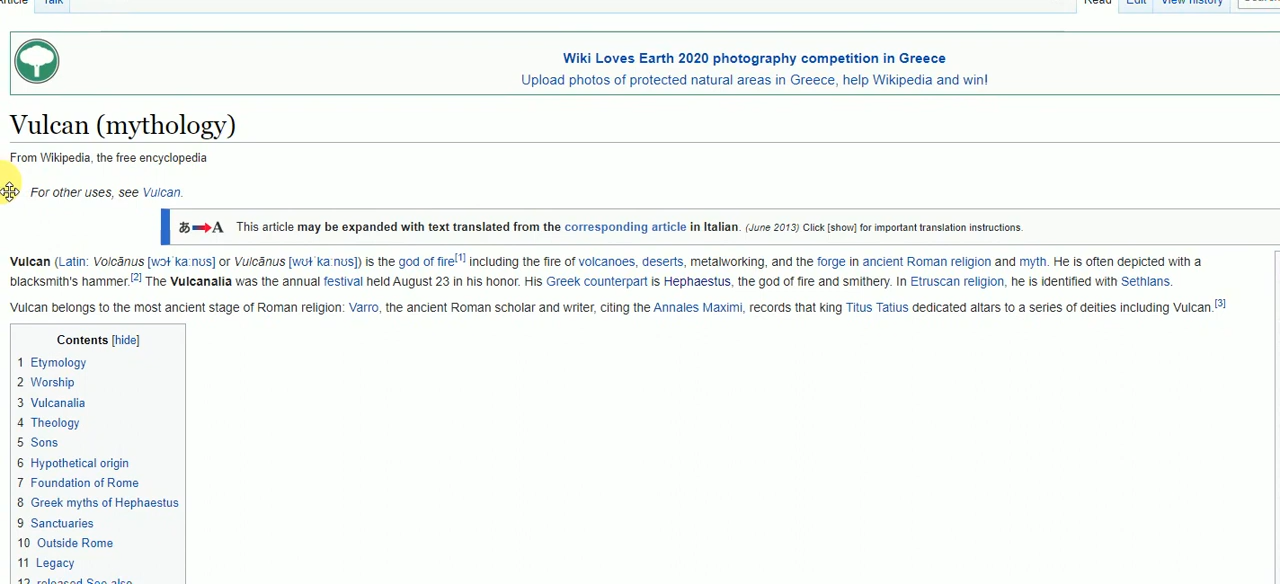 Article Talk
Read Edit View history
Wiki Loves Earth 2020 photography competition in Greece
Upload photos of protected natural areas in Greece, help Wikipedia and win!
Vulcan (mythology)
From Wikipedia, the free encyclopedia
For other uses, see Vulcan.
あ A This article may be expanded with text translated from the corresponding article in Italian. (June 2013) Click [show] for important translation instructions.
Vulcan (Latin: Volcānus [wɔɫˈkaːnʊs] or Vulcānus [wʊɫˈkaːnʊs]) is the god of fire[1] including the fire of volcanoes, deserts, metalworking, and the forge in ancient Roman religion and myth. He is often depicted with a
blacksmith's hammer.[2] The Vulcanalia was the annual festival held August 23 in his honor. His Greek counterpart is Hephaestus, the god of fire and smithery. In Etruscan religion, he is identified with Sethlans.
Vulcan belongs to the most ancient stage of Roman religion: Varro, the ancient Roman scholar and writer, citing the Annales Maximi, records that king Titus Tatius dedicated altars to a series of deities including Vulcan.[3]
Contents [hide]
1 Etymology
2 Worship
3 Vulcanalia
4 Theology
5 Sons
6 Hypothetical origin
7 Foundation of Rome
8 Greek myths of Hephaestus
9 Sanctuaries
10 Outside Rome
11 Legacy
12 released See also